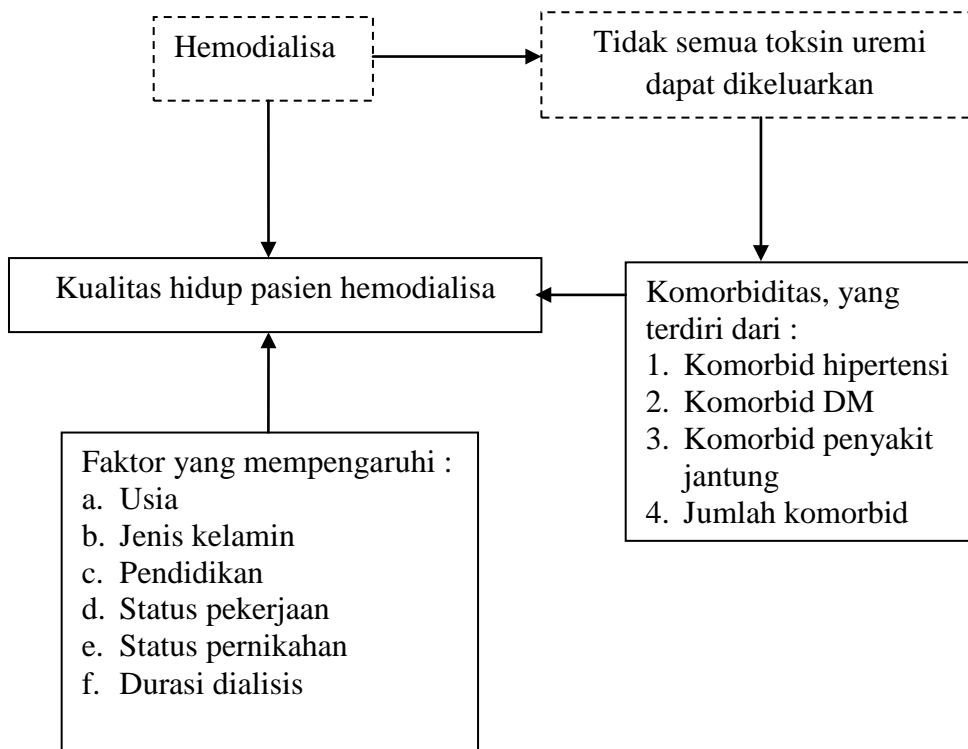 Hemodialisa
Tidak semua toksin uremi
dapat dikeluarkan
Kualitas hidup pasien hemodialisa
Komorbiditas, yang
terdiri dari :
1. Komorbid hipertensi
2. Komorbid DM
3. Komorbid penyakit
jantung
4. Jumlah komorbid
Faktor yang mempengaruhi :
a. Usia
b. Jenis kelamin
c. Pendidikan
d. Status pekerjaan
e. Status pernikahan
f. Durasi dialisis